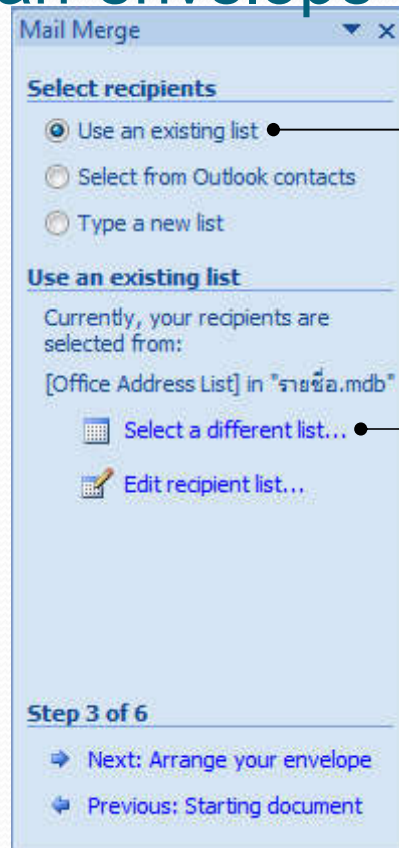 an envelope
Mail Merge
Select recipients
Use an existing list
Select from Outlook contacts
Type a new list
Use an existing list
Currently, your recipients are
selected from:
[Office Address List] in "รายชื่อ.mdb"
Select a different list...
Edit recipient list...
Step 3 of 6
Next: Arrange your envelope
Previous: Starting document